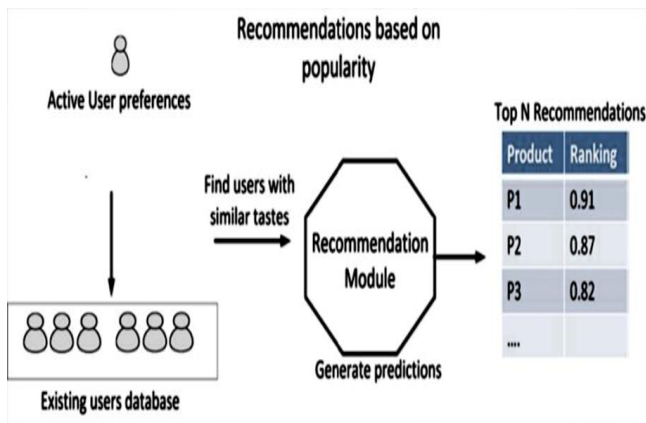 Recommendations based on
popularity
Active User preferences
Find users with
similar tastes
Recommendation
Module
Generate predictions
Existing users database
Top N Recommendations
Product Ranking
P1 0.91
P2 0.87
P3 0.82
....